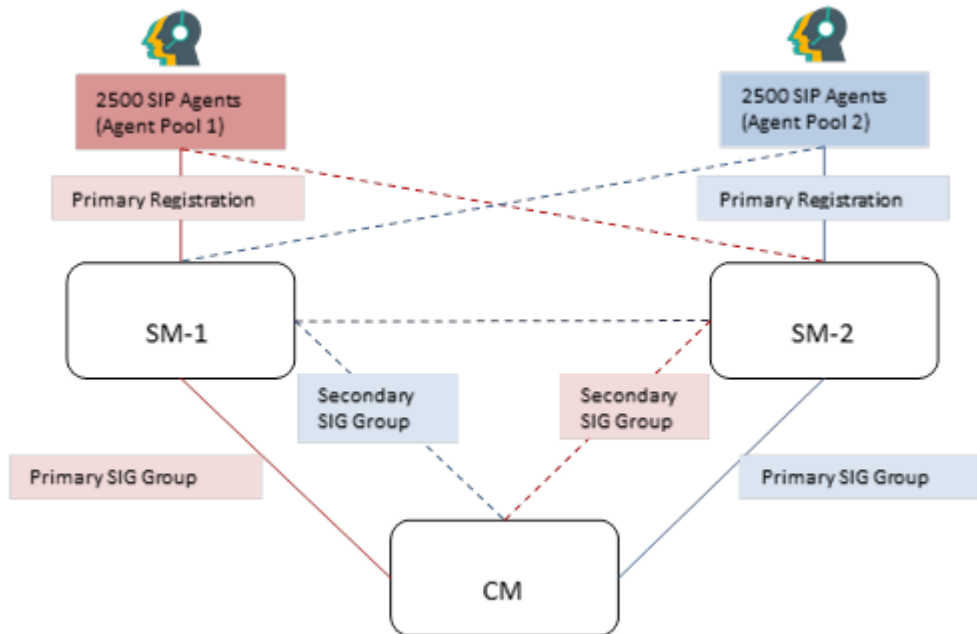 2500 SIP Agents
(Agent Pool 1)
2500 SIP Agents
(Agent Pool 2)
Primary Registration
Primary Registration
SM-1
SM-2
Secondary
SIG Group
Secondary
SIG Group
Primary SIG Group
Primary SIG Group
CM